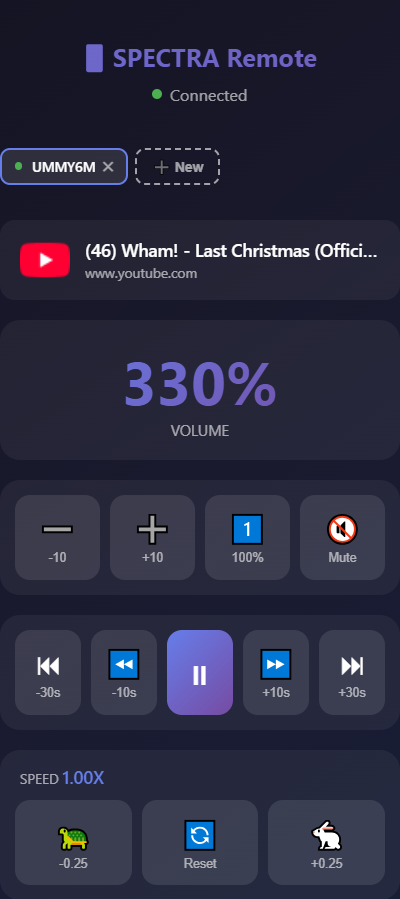 SPECTRA Remote
Connected
UMMY6M ✕
+ New
(46) Wham! - Last Christmas (Offici...
www.youtube.com
330%
VOLUME
-10 +10 100% Mute
1
-30s -10s +10s +30s
SPEED 1.00X
-0.25 Reset +0.25